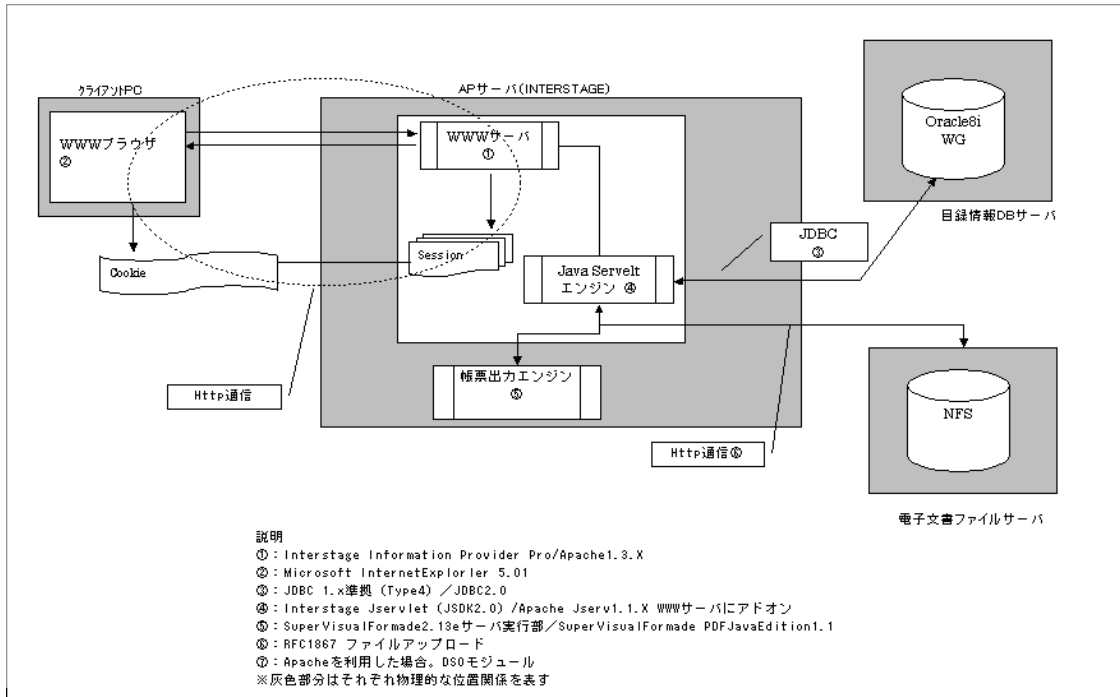 クライアントPC
APサーバ(INTERSTAGE)
WWWブラウザ
②
WWWサーバ
①
Oracle8i
WG
目録情報DBサーバ
JDBC
③
Session
Cookie
Java Servelt
エンジン ④
帳票出力エンジン
⑤
Http通信
Http通信⑥
NFS
電子文書ファイルサーバ
説明
①：Interstage Information Provider Pro/Apache1.3.X
②：Microsoft InternetExplorler 5.01
③：JDBC 1.x準拠（Type4）／JDBC2.0
④：Interstage Jservlet (JSDK2.0) /Apache Jserv1.1.X WWWサーバにアドオン
⑤：SuperVisualFormade2.13eサーバ実行部／SuperVisualFormade PDFJavaEdition1.1
⑥：RFC1867 ファイルアップロード
⑦：Apacheを利用した場合。DSOモジュール
※灰色部分はそれぞれ物理的な位置関係を表す